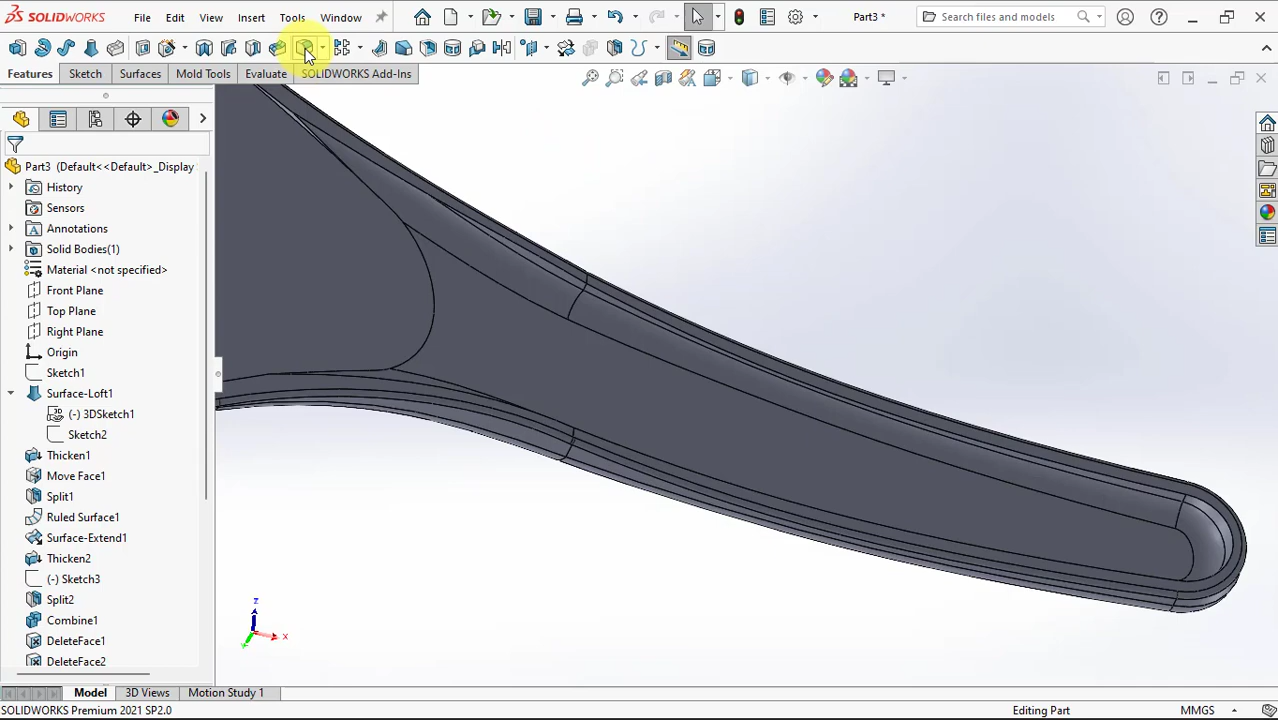 SOLIDWORKS
File Edit View Insert Tools Window
Part3 *
Search files and models
Features Sketch Surfaces Mold Tools Evaluate SOLIDWORKS Add-Ins
Part3 (Default<<Default>_Display
History
Sensors
Annotations
Solid Bodies(1)
Material <not specified>
Front Plane
Top Plane
Right Plane
Origin
Sketch1
Surface-Loft1
(-) 3DSketch1
Sketch2
Thicken1
Move Face1
Split1
Ruled Surface1
Surface-Extend1
Thicken2
(-) Sketch3
Split2
Combine1
DeleteFace1
DeleteFace2
z
x
y
Model 3D Views Motion Study 1
SOLIDWORKS Premium 2021 SP2.0
Editing Part
MMGS